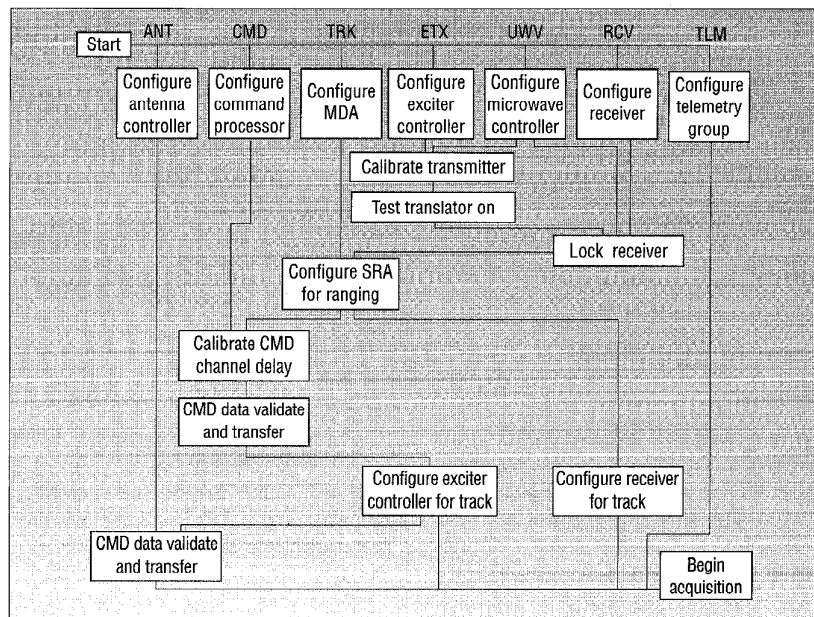 ANT CMD TRK ETX UWV RCV TLM
Start
Configure
antenna
controller
Configure
command
processor
Configure
MDA
Configure
exciter
controller
Configure
microwave
controller
Configure
receiver
Configure
telemetry
group
Calibrate transmitter
Test translator on
Lock receiver
Configure SRA
for ranging
Calibrate CMD
channel delay
CMD data validate
and transfer
Configure exciter
controller for track
Configure receiver
for track
CMD data validate
and transfer
Begin
acquisition